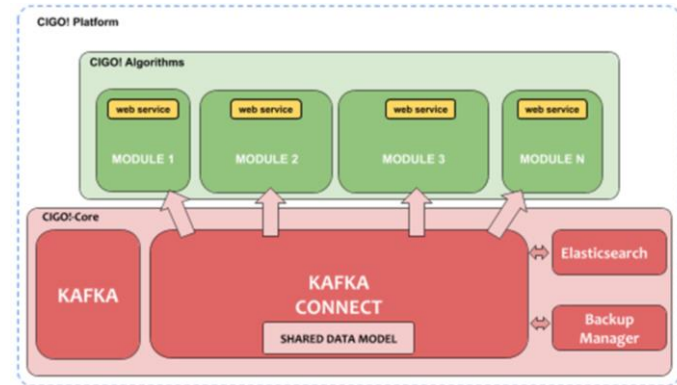 CIGO! Platform
CIGO! Algorithms
web service
MODULE 1
web service
MODULE 2
web service
MODULE 3
web service
MODULE N
CIGO!-Core
KAFKA
KAFKA
CONNECT
SHARED DATA MODEL
Elasticsearch
Backup
Manager